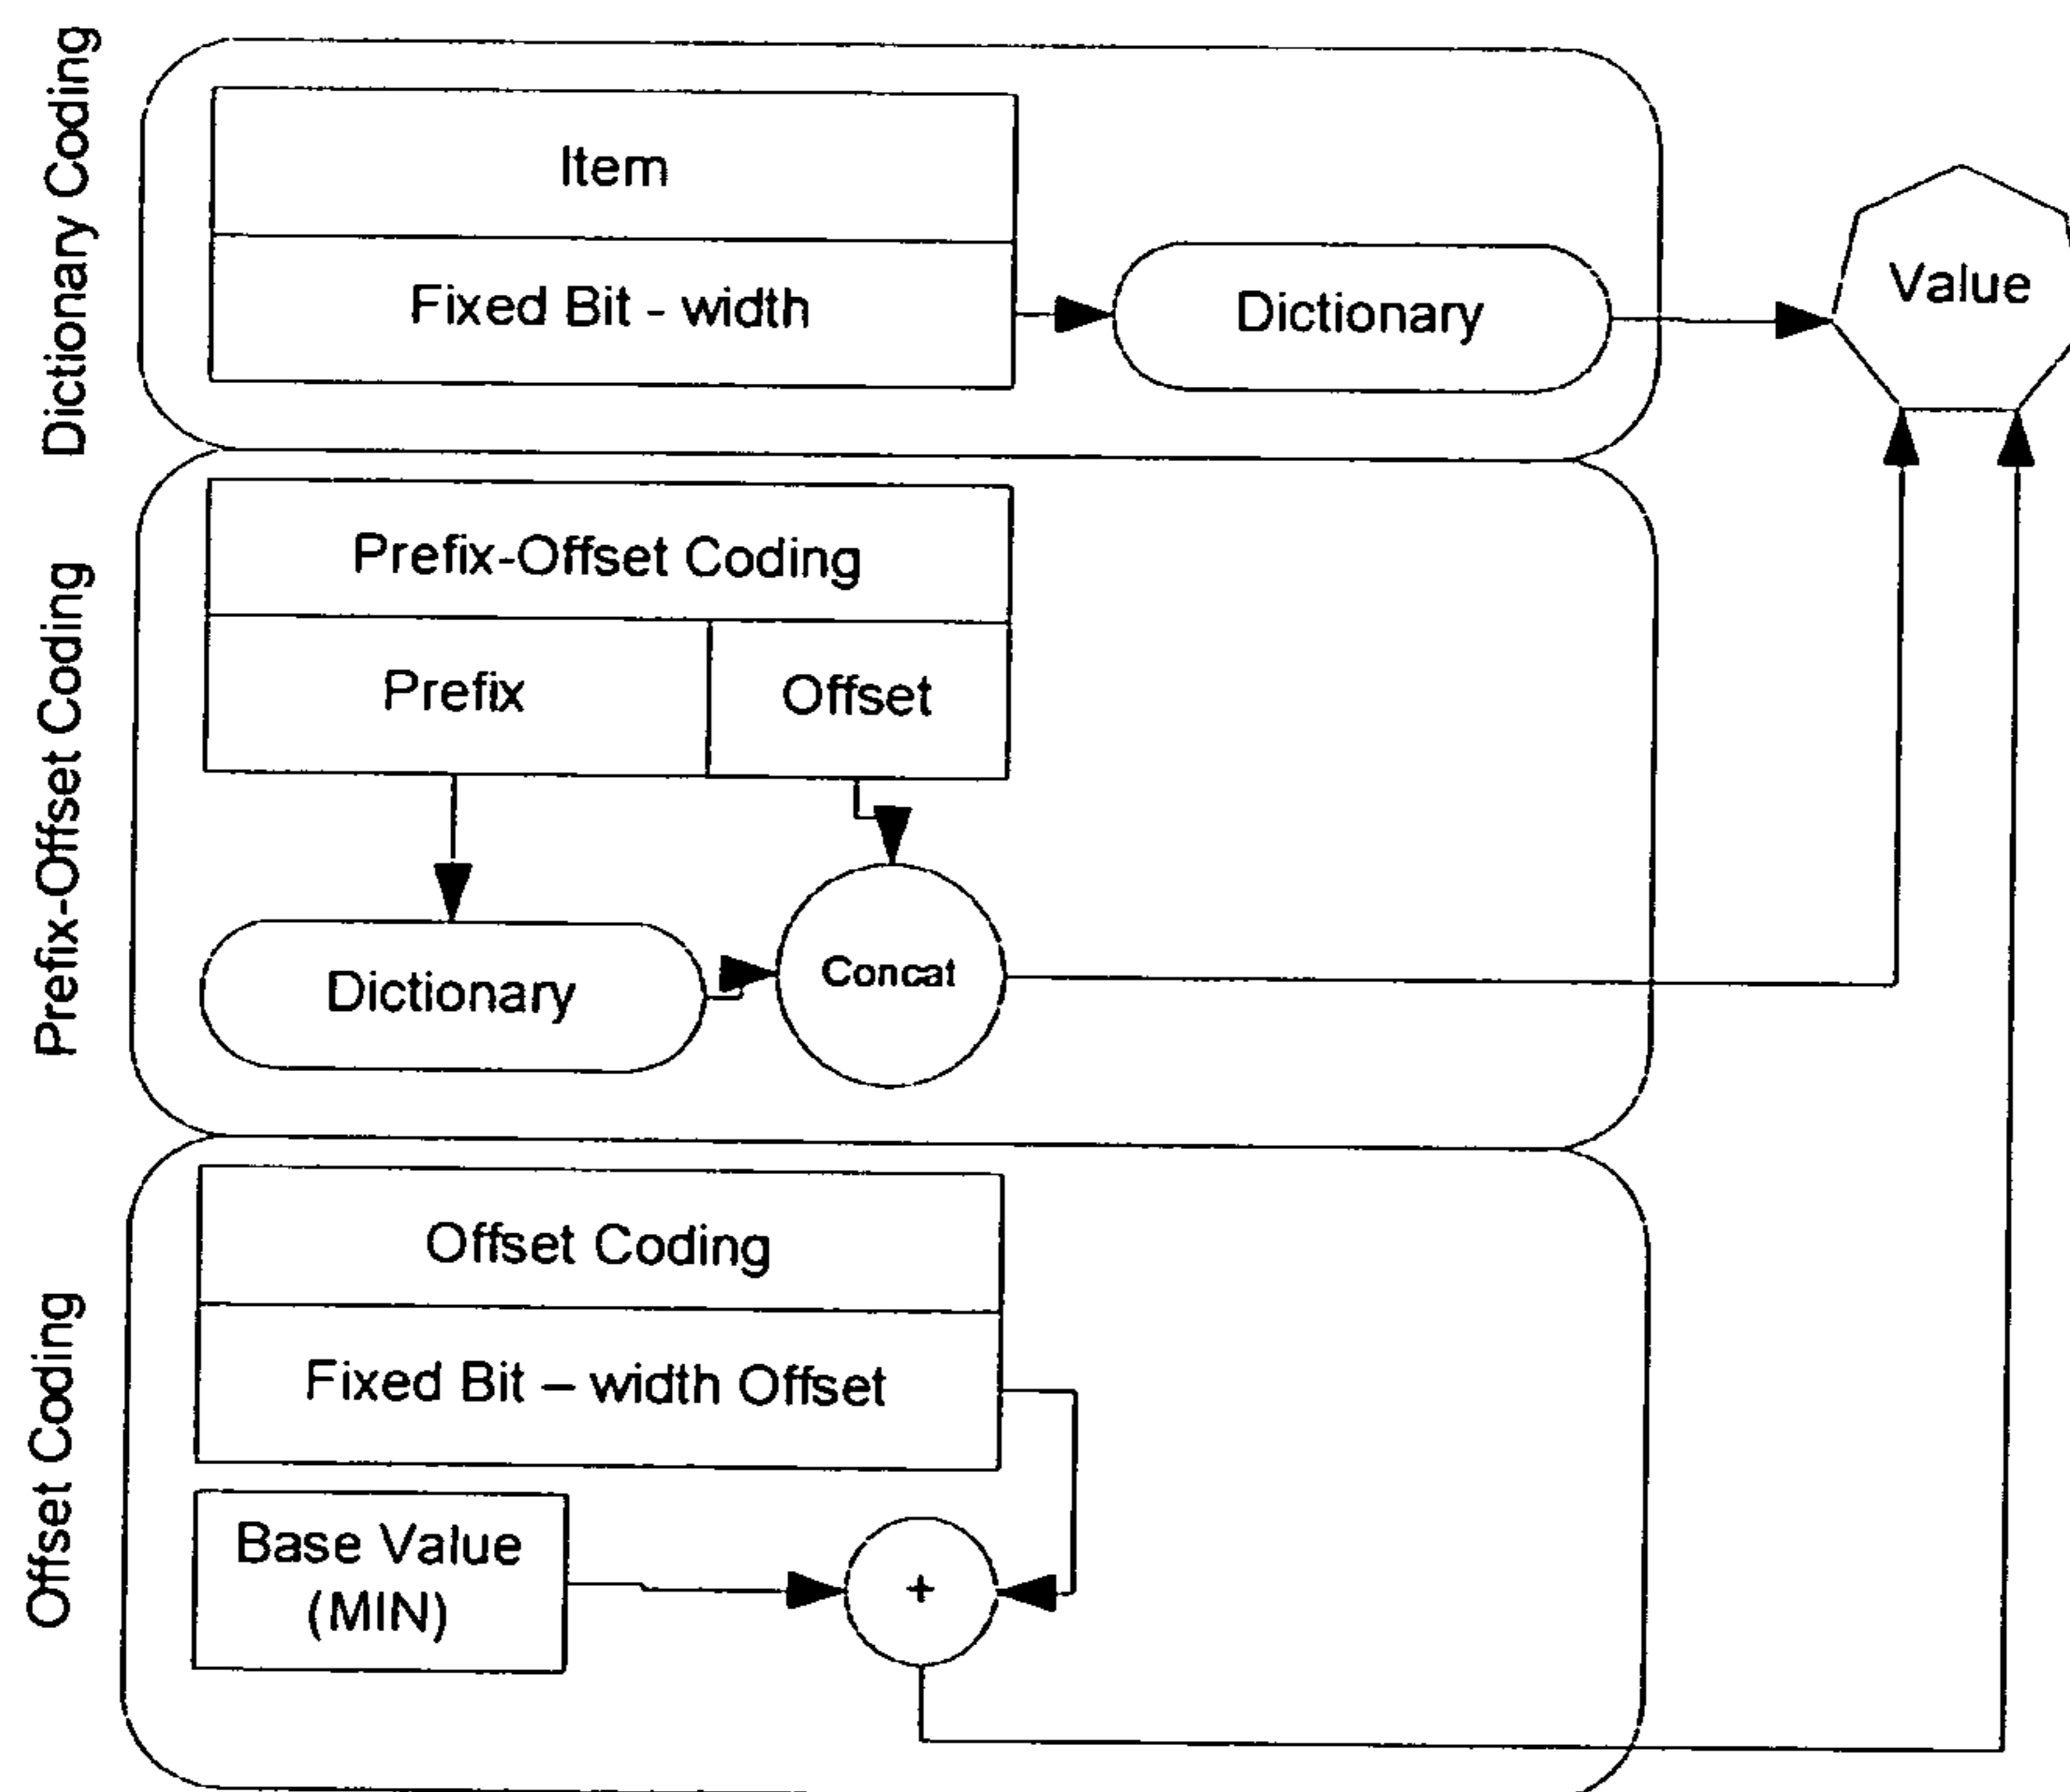 Dictionary Coding
Item
Fixed Bit - width
Dictionary
Value
Prefix-Offset Coding
Prefix-Offset Coding
Prefix
Offset
Dictionary
Concat
Offset Coding
Offset Coding
Fixed Bit – width Offset
Base Value
(MIN)
+